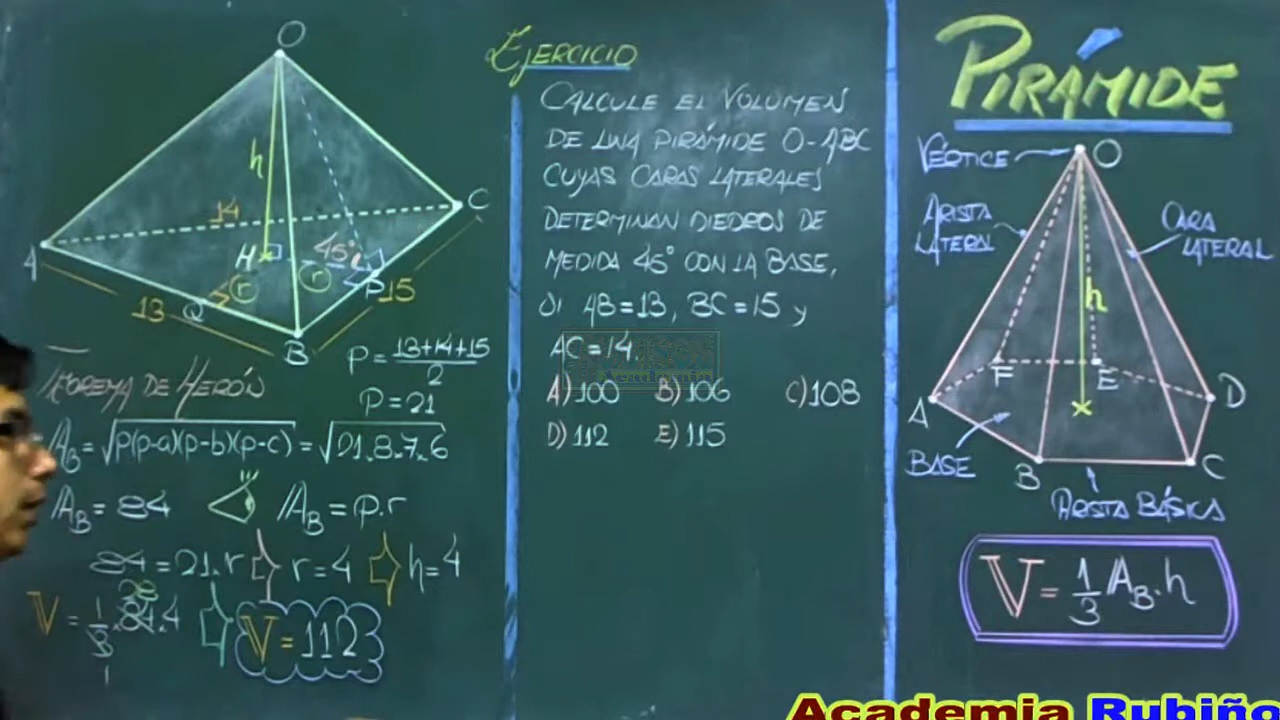 O
h
14
A
C
H
45°
r
r
P
15
13
Q
B
TEOREMA DE HERÓN
P = 13+14+15 / 2
P = 21
A_B = √P(P-a)(P-b)(P-c) = √21.8.7.6
A_B = 84
A_B = p.r
84 = 21.r
r = 4
h = 4
V = 1/3 . 84 . 4
28
1
V = 112
EJERCICIO
CALCULE EL VOLUMEN
DE UNA PIRÁMIDE O-ABC
CUYAS CARAS LATERALES
DETERMINAN DIEDROS DE
MEDIDA 45° CON LA BASE,
SI AB=13, BC=15 y
AC=14.
A) 100 B) 106 C) 108
D) 112 E) 115
PIRÁMIDE
VÉRTICE
O
ARISTA
LATERAL
CARA
LATERAL
h
F
E
A
D
BASE
B
C
ARISTA BÁSICA
V = 1/3 A_B . h
Academia Rubiño